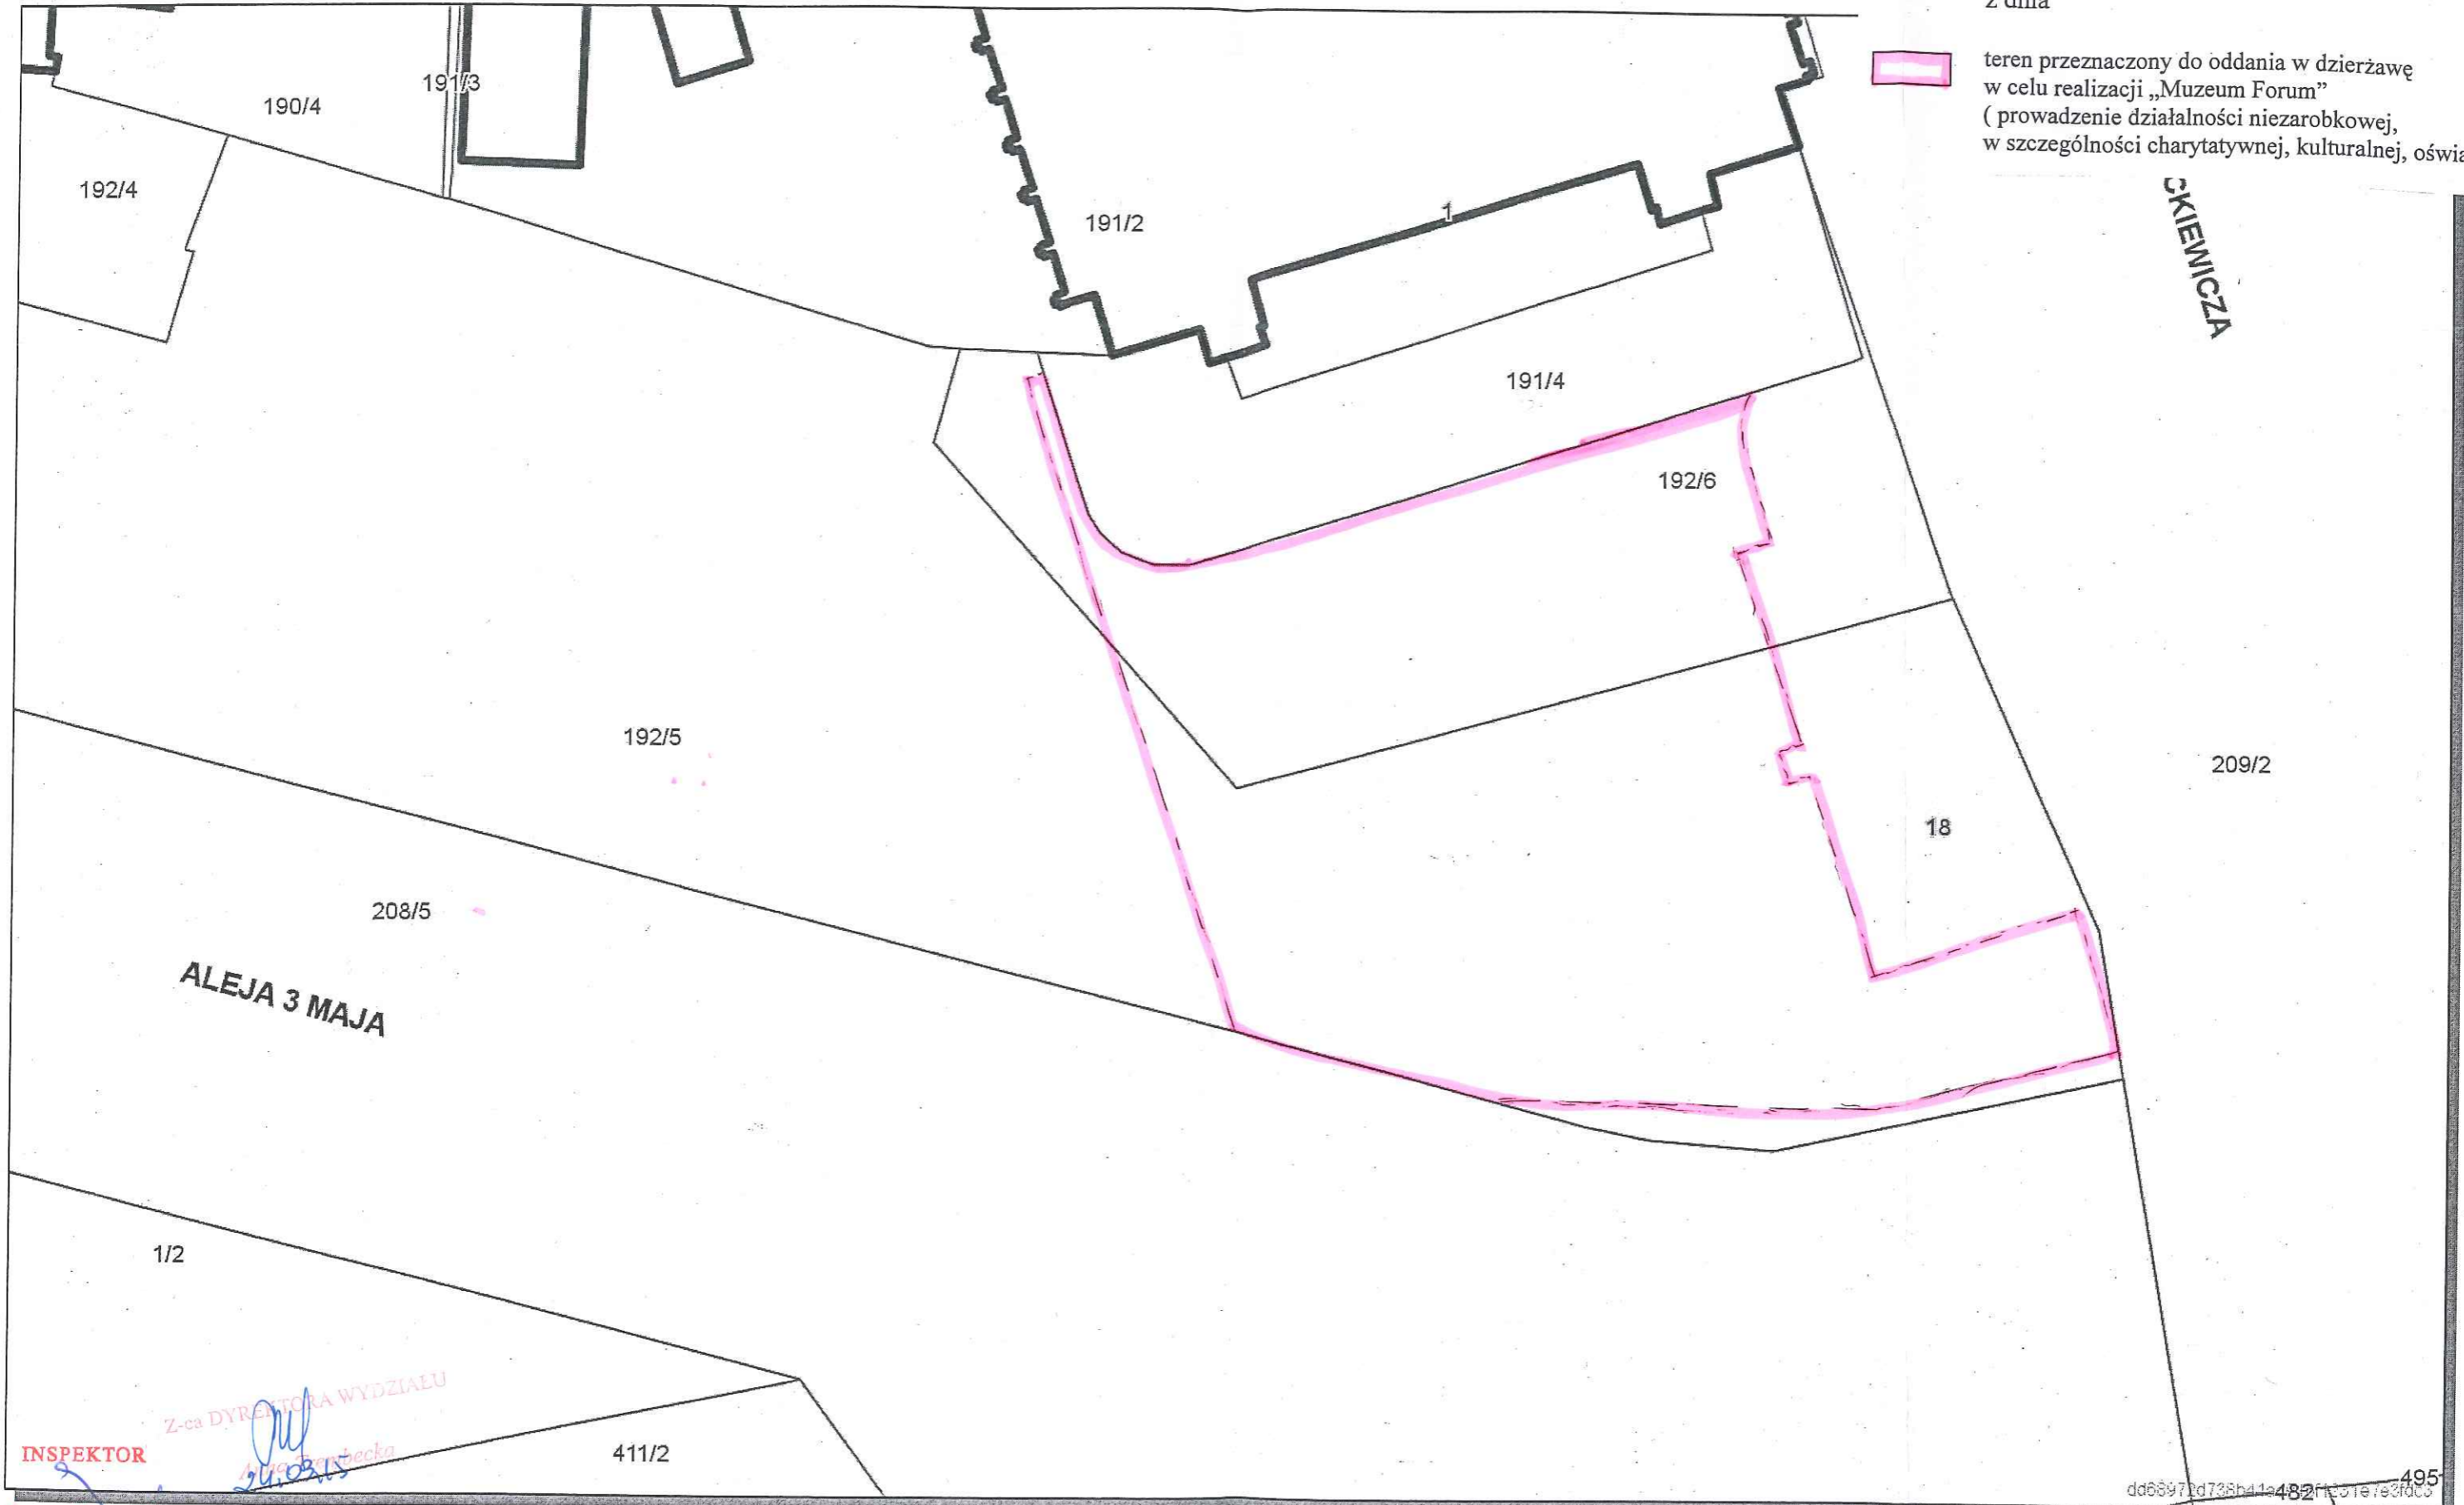 z dnia
teren przeznaczony do oddania w dzierżawę
w celu realizacji „Muzeum Forum”
( prowadzenie działalności niezarobkowej,
w szczególności charytatywnej, kulturalnej, oświa
191/3
190/4
192/4
191/2
1
CKIEWICZA
191/4
192/6
192/5
209/2
18
208/5
ALEJA 3 MAJA
1/2
Z-ca DYREKTORA WYDZIAŁU
INSPEKTOR
24.03.15
411/2
482
495